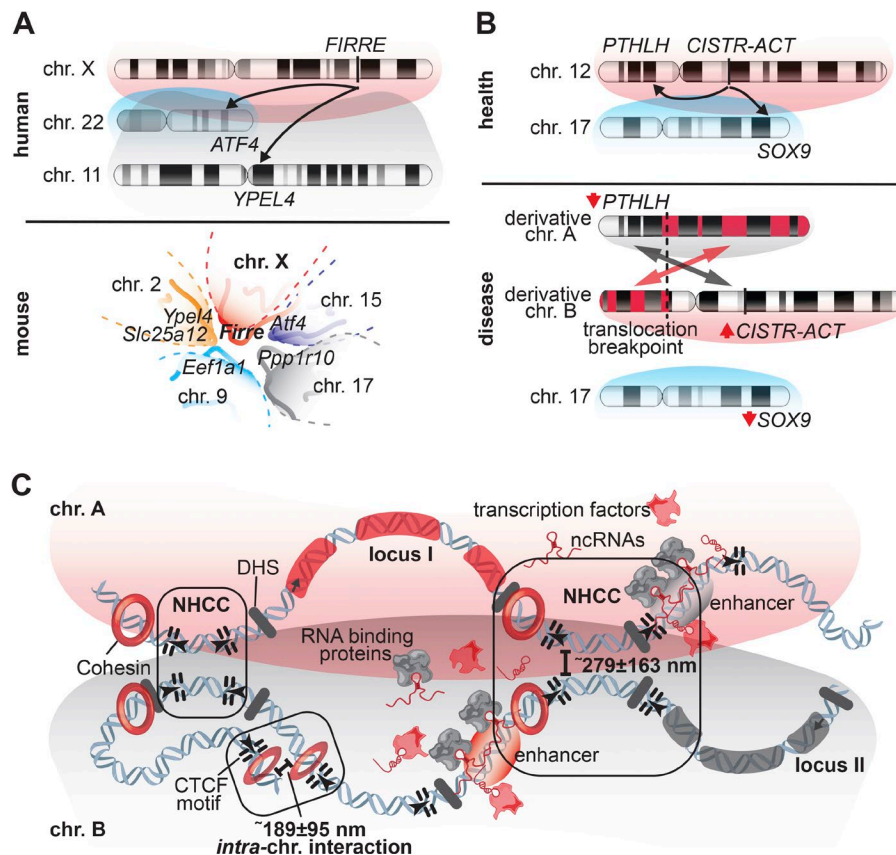 A
FIRRE
chr. X
chr. 22
ATF4
chr. 11
YPEL4
human
mouse
chr. X
chr. 2
chr. 15
Ypel4
Slc25a12
Firre
Atf4
Eef1a1
Ppp1r10
chr. 9
chr. 17
B
PTHLH
CISTR-ACT
chr. 12
chr. 17
SOX9
health
disease
PTHLH
derivative
chr. A
derivative
chr. B
translocation
breakpoint
CISTR-ACT
chr. 17
SOX9
C
chr. A
transcription factors
ncRNAs
locus I
DHS
NHCC
NHCC
enhancer
RNA binding
proteins
Cohesin
~279±163 nm
enhancer
CTCF
motif
locus II
chr. B
~189±95 nm
intra-chr. interaction